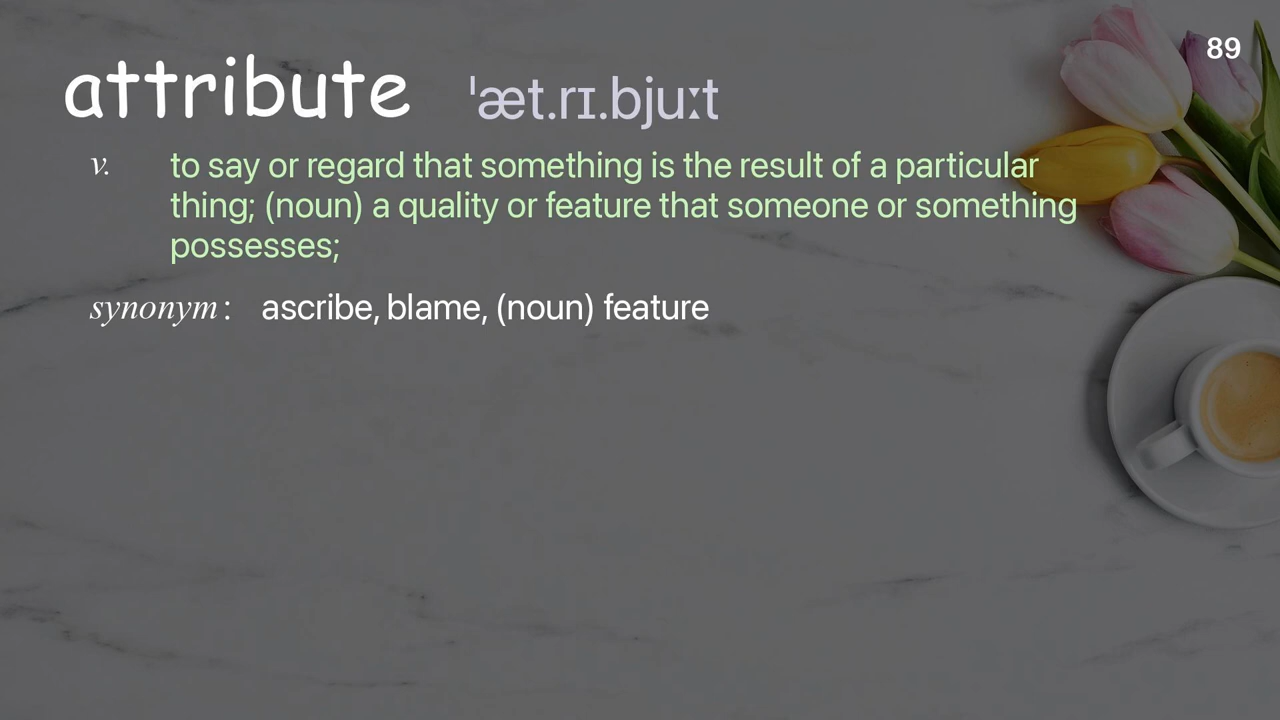 89
attribute ˈæt.rɪ.bjuːt
v. to say or regard that something is the result of a particular
thing; (noun) a quality or feature that someone or something
possesses;
synonym: ascribe, blame, (noun) feature